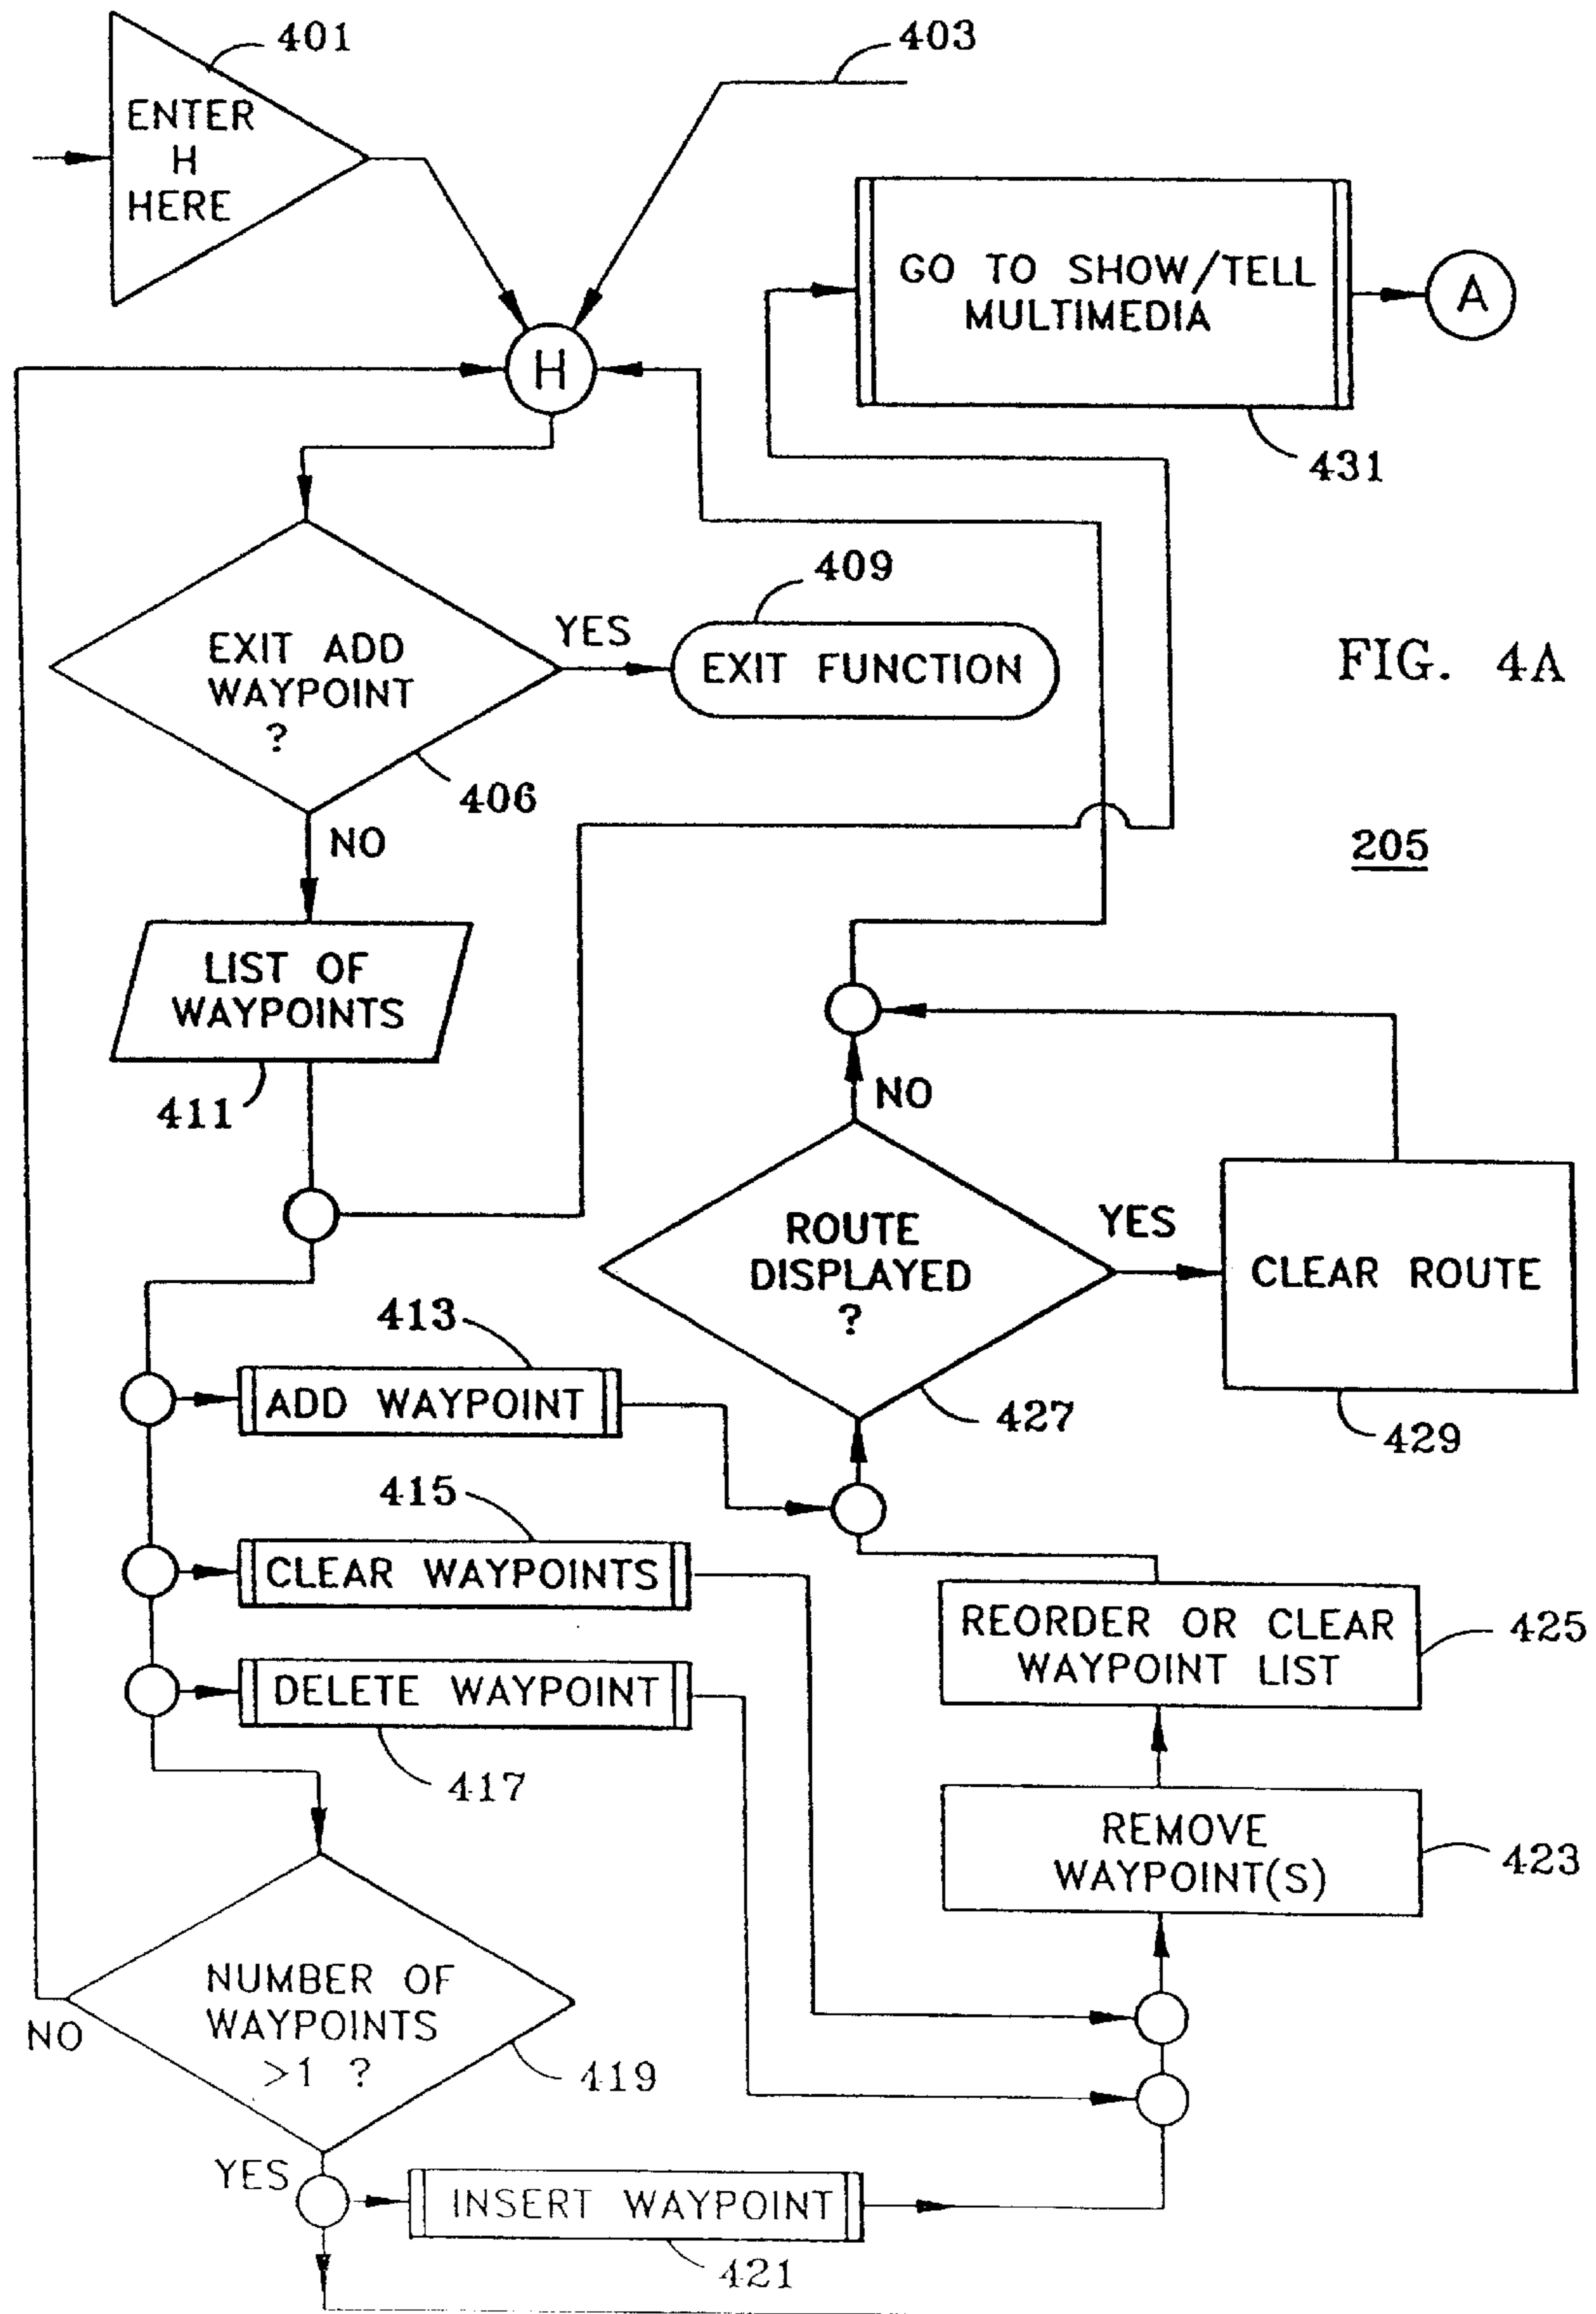 401
403
ENTER
H
HERE
GO TO SHOW/TELL
MULTIMEDIA
A
H
431
409
YES
EXIT ADD
WAYPOINT
?
EXIT FUNCTION
FIG. 4A
406
NO
205
LIST OF
WAYPOINTS
411
NO
ROUTE
DISPLAYED
?
YES
CLEAR ROUTE
413
ADD WAYPOINT
427
429
415
CLEAR WAYPOINTS
REORDER OR CLEAR
WAYPOINT LIST
425
DELETE WAYPOINT
417
REMOVE
WAYPOINT(S)
423
NUMBER OF
WAYPOINTS
>1 ?
NO
419
YES
INSERT WAYPOINT
421